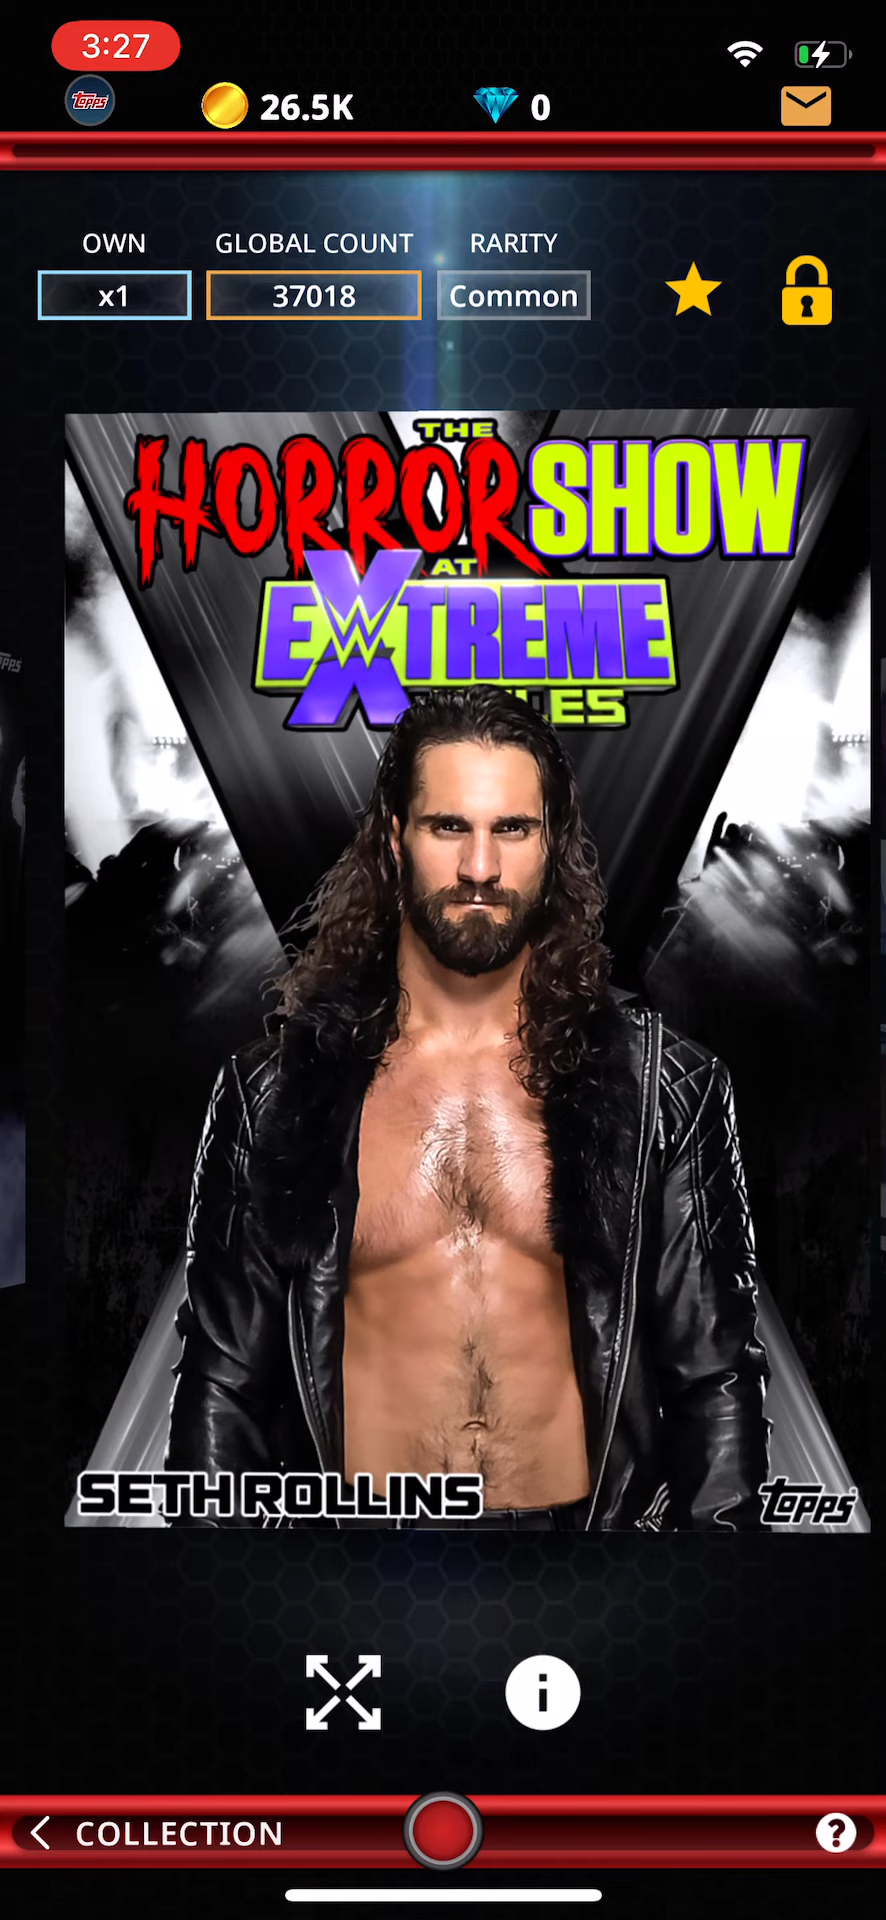 3:27
Topps
26.5K
0
OWN
GLOBAL COUNT
RARITY
x1
37018
Common
THE
HORROR SHOW
AT
EXTREME
SETH ROLLINS
Topps
COLLECTION